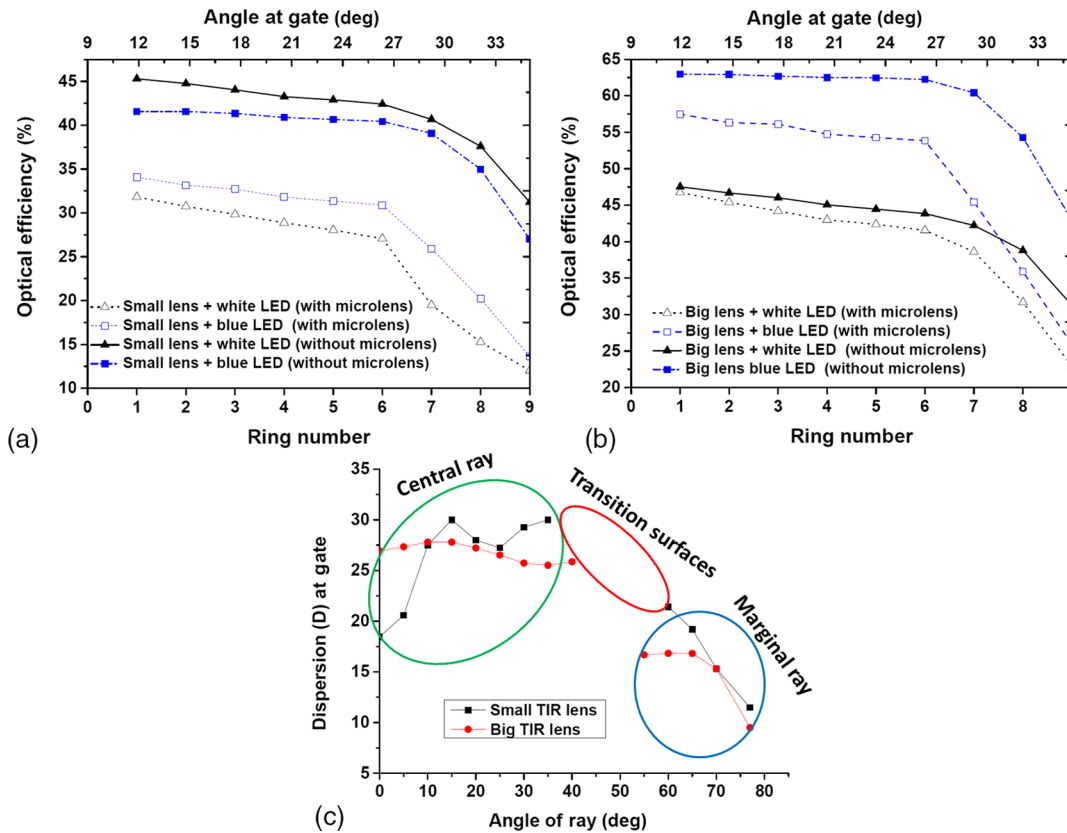 Angle at gate (deg)
9 12 15 18 21 24 27 30 33
45
40
35
30
25
20
15
10
Optical efficiency (%)
Small lens + white LED (with microlens)
Small lens + blue LED (with microlens)
Small lens + white LED (without microlens)
Small lens + blue LED (without microlens)
0 1 2 3 4 5 6 7 8 9
Ring number
(a)
Angle at gate (deg)
9 12 15 18 21 24 27 30 33
65
60
55
50
45
40
35
30
25
20
Optical efficiency (%)
Big lens + white LED (with microlens)
Big lens + blue LED (with microlens)
Big lens + white LED (without microlens)
Big lens blue LED (without microlens)
0 1 2 3 4 5 6 7 8
Ring number
(b)
35
30
25
20
15
10
5
Dispersion (D) at gate
Central ray
Transition surfaces
Marginal ray
Small TIR lens
Big TIR lens
0 10 20 30 40 50 60 70 80
Angle of ray (deg)
(c)